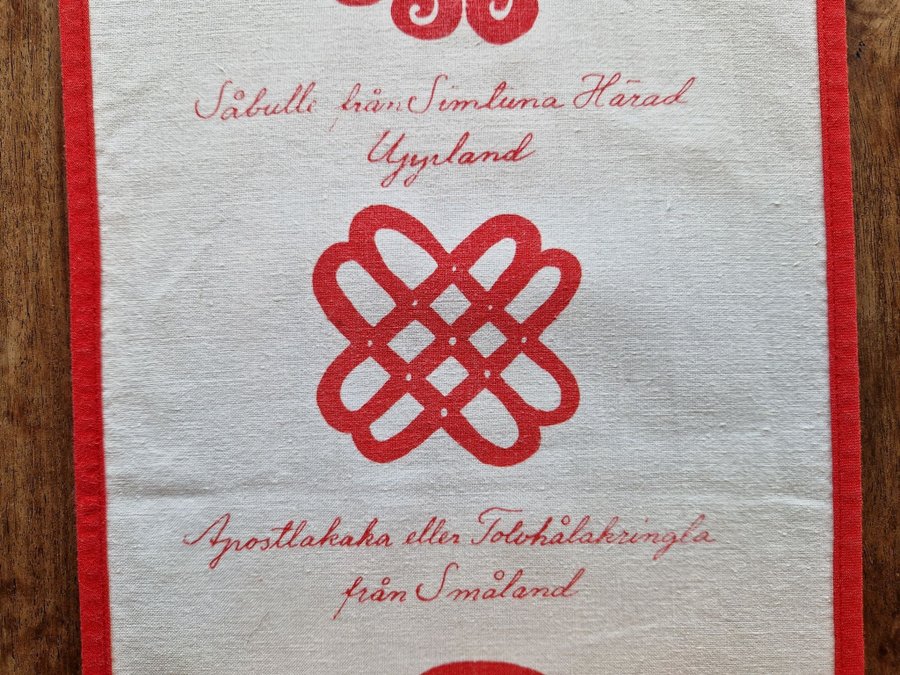 Såbulle från Simtuna Härad
Uppland
Apostlakaka eller Tolvhålakringla
från Småland